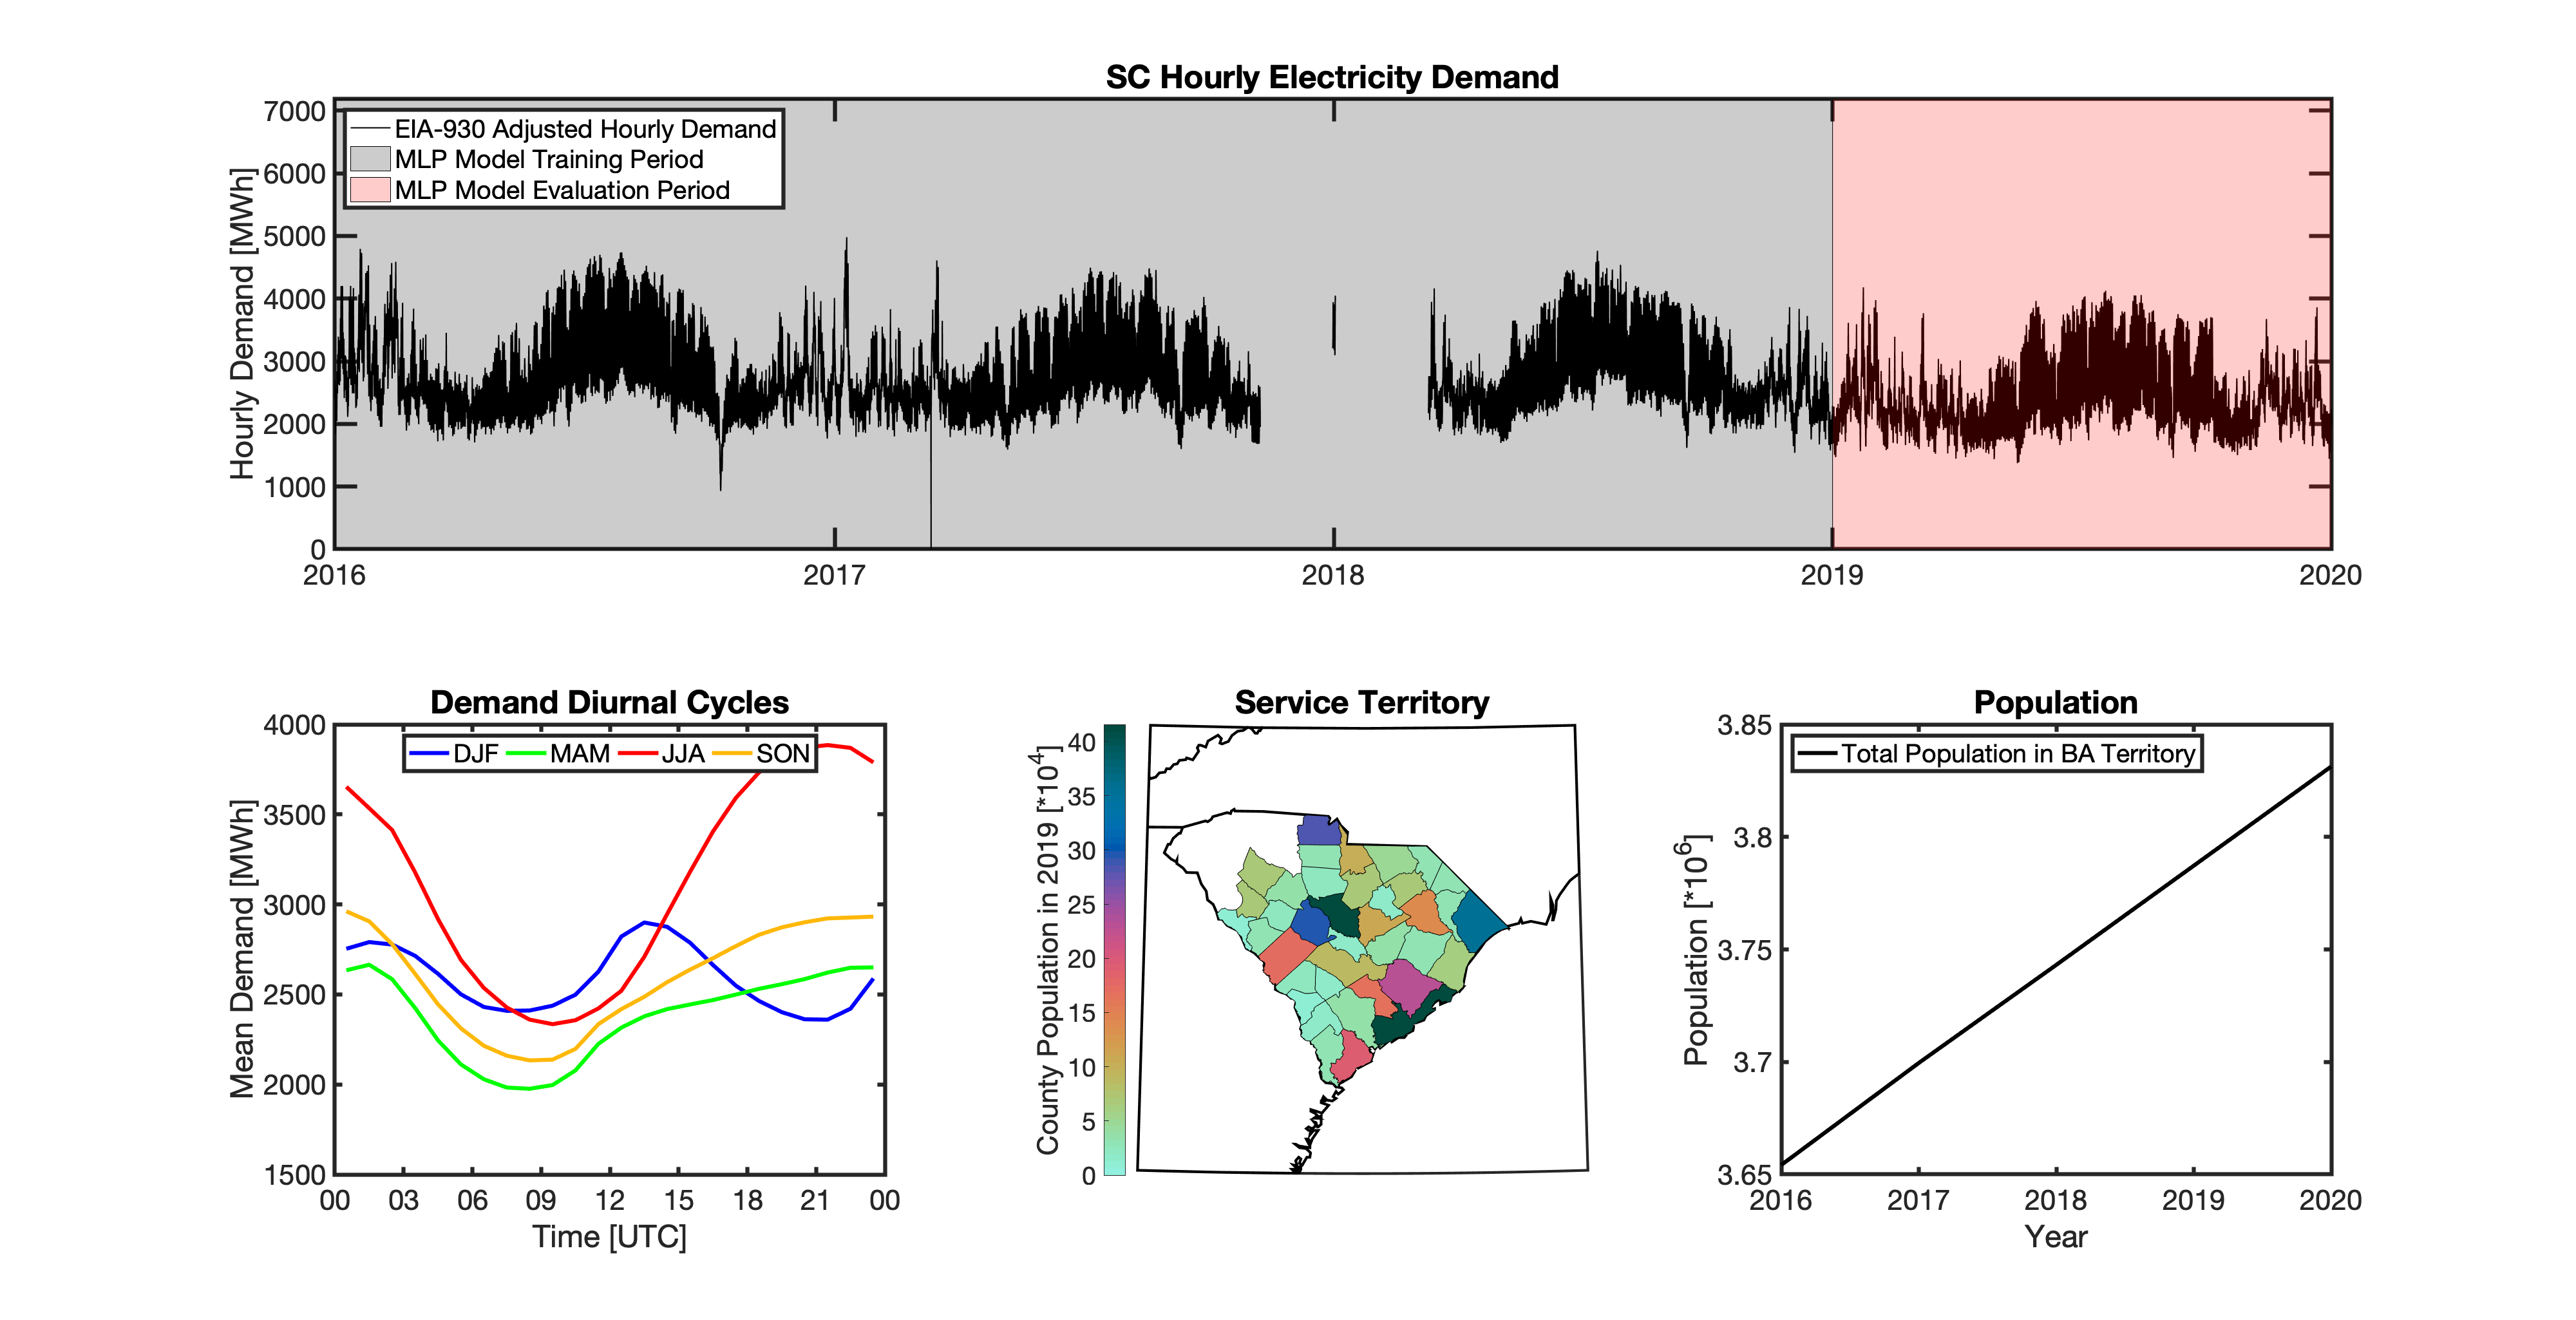 SC Hourly Electricity Demand
Hourly Demand [MWh]
7000
6000
5000
4000
3000
2000
1000
0
EIA-930 Adjusted Hourly Demand
MLP Model Training Period
MLP Model Evaluation Period
2016 2017 2018 2019 2020
Demand Diurnal Cycles
Mean Demand [MWh]
4000
3500
3000
2500
2000
1500
DJF MAM JJA SON
00 03 06 09 12 15 18 21 00
Time [UTC]
Service Territory
County Population in 2019 [*10^4]
40
35
30
25
20
15
10
5
0
Population
Population [*10^6]
3.85
3.8
3.75
3.7
3.65
Total Population in BA Territory
2016 2017 2018 2019 2020
Year